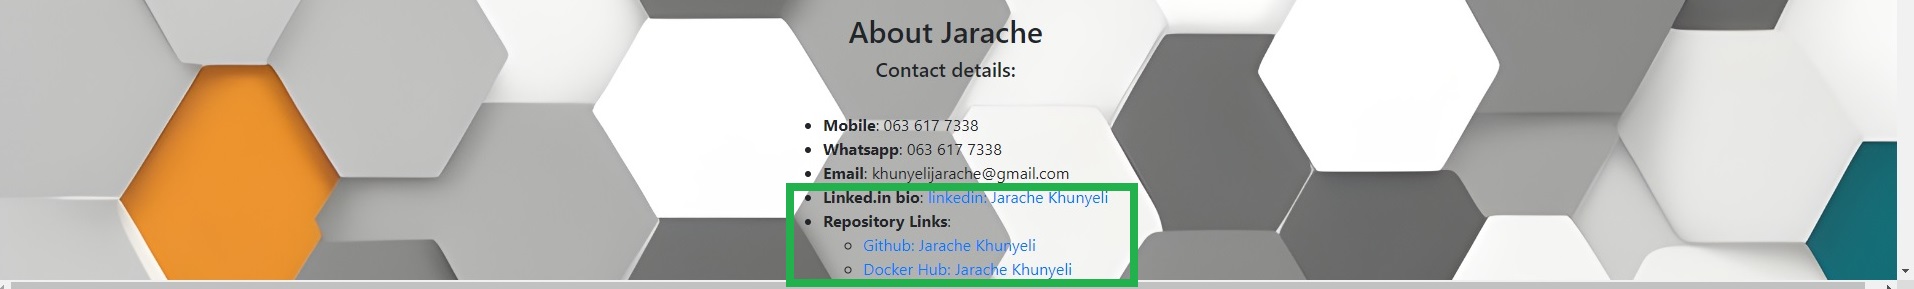 About Jarache
Contact details:
Mobile: 063 617 7338
Whatsapp: 063 617 7338
Email: khunyelijarache@gmail.com
Linked.in bio: linkedin: Jarache Khunyeli
Repository Links:
Github: Jarache Khunyeli
Docker Hub: Jarache Khunyeli